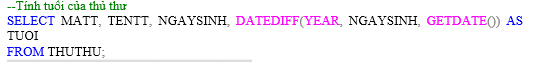 --Tính tuổi của thủ thư
SELECT MATT, TENTT, NGAYSINH, DATEDIFF(YEAR, NGAYSINH, GETDATE()) AS
TUOI
FROM THUTHU;